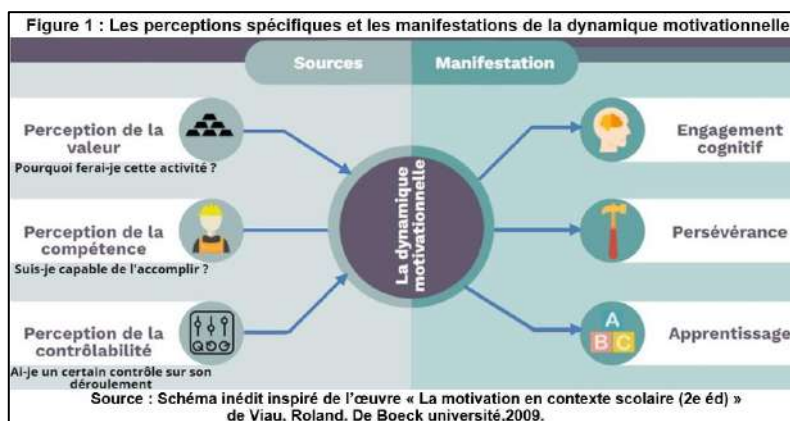 Figure 1 : Les perceptions spécifiques et les manifestations de la dynamique motivationnelle
Sources
Manifestation
Perception de la
valeur
Pourquoi ferai-je cette activité ?
Perception de la
compétence
Suis-je capable de l'accomplir ?
Perception de la
contrôlabilité
Ai-je un certain contrôle sur son
déroulement
La dynamique
motivationnelle
Engagement
cognitif
Persévérance
A
B C
Apprentissage
Source : Schéma inédit inspiré de l'œuvre « La motivation en contexte scolaire (2e éd) »
de Viau, Roland. De Boeck université,2009.